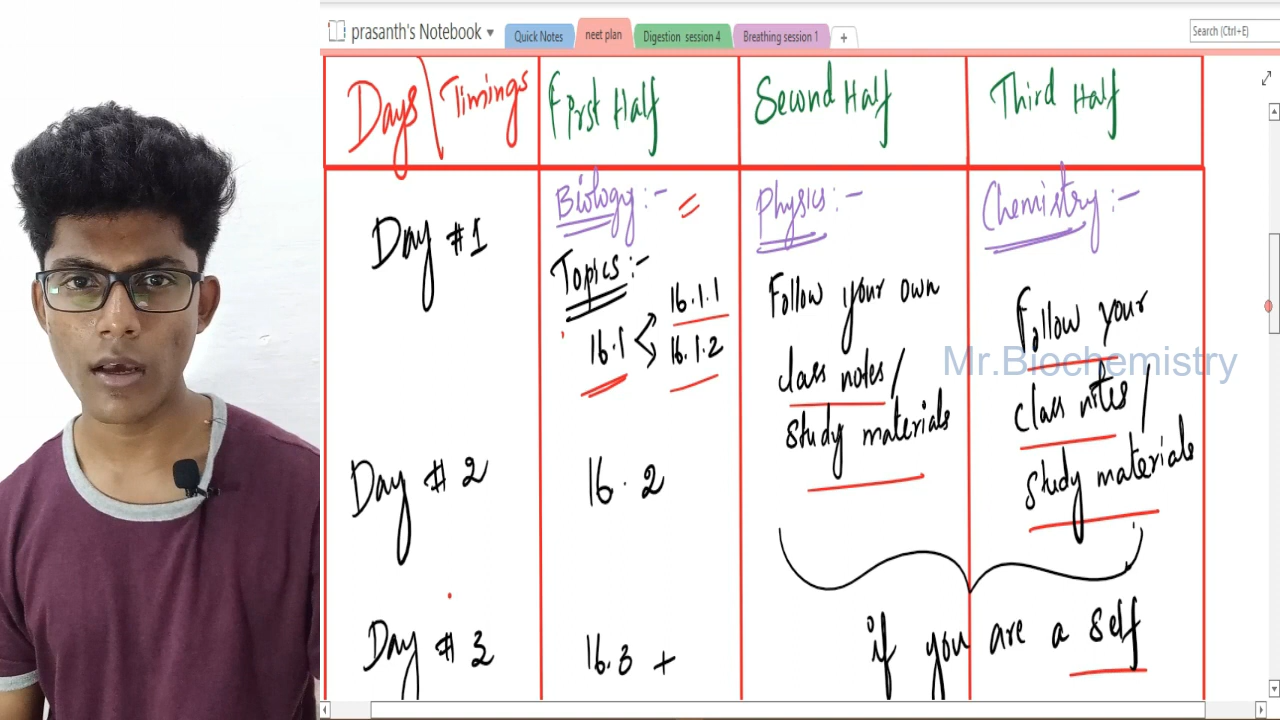 prasanth's Notebook
Quick Notes
neet plan
Digestion session 4
Breathing session 1
Search (Ctrl+E)
Days Timings
First Half
Second Half
Third Half
Day #1
Biology:-
Topics:-
16.1
16.1.1
16.1.2
Physics:-
Follow your own
class notes/
study materials
Chemistry:-
Follow your
class notes/
study materials
Mr.Biochemistry
Day #2
16.2
Day #3
16.3 +
if you are a self